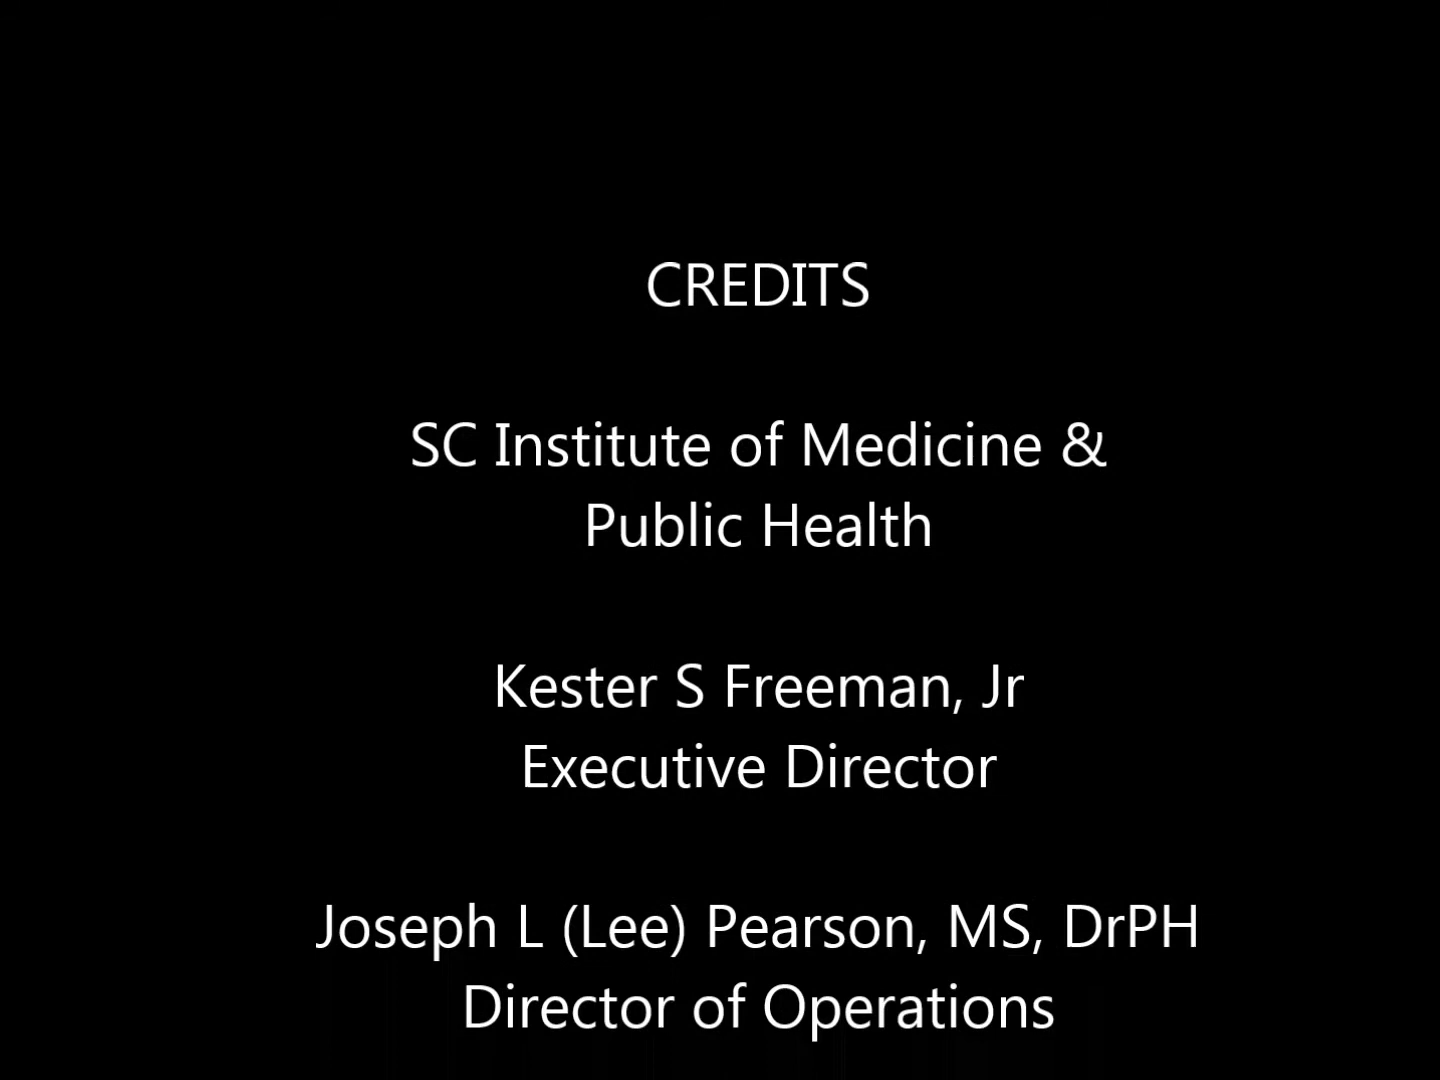 CREDITS
SC Institute of Medicine &
Public Health
Kester S Freeman, Jr
Executive Director
Joseph L (Lee) Pearson, MS, DrPH
Director of Operations